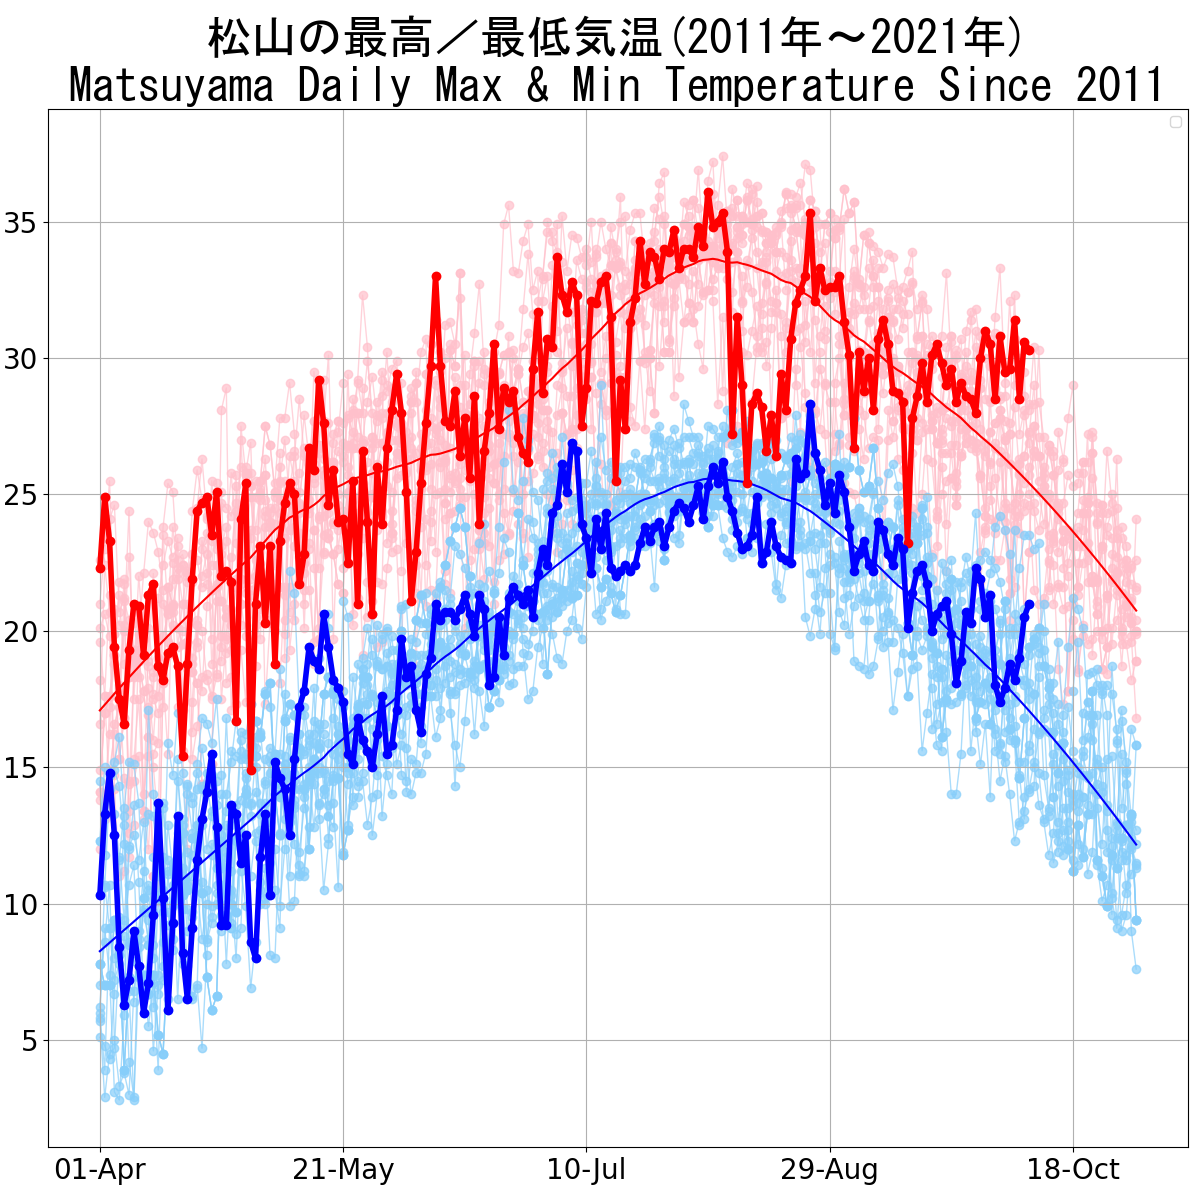 松山の最高／最低気温(2011年～2021年)
Matsuyama Daily Max & Min Temperature Since 2011
35
30
25
20
15
10
5
01-Apr 21-May 10-Jul 29-Aug 18-Oct